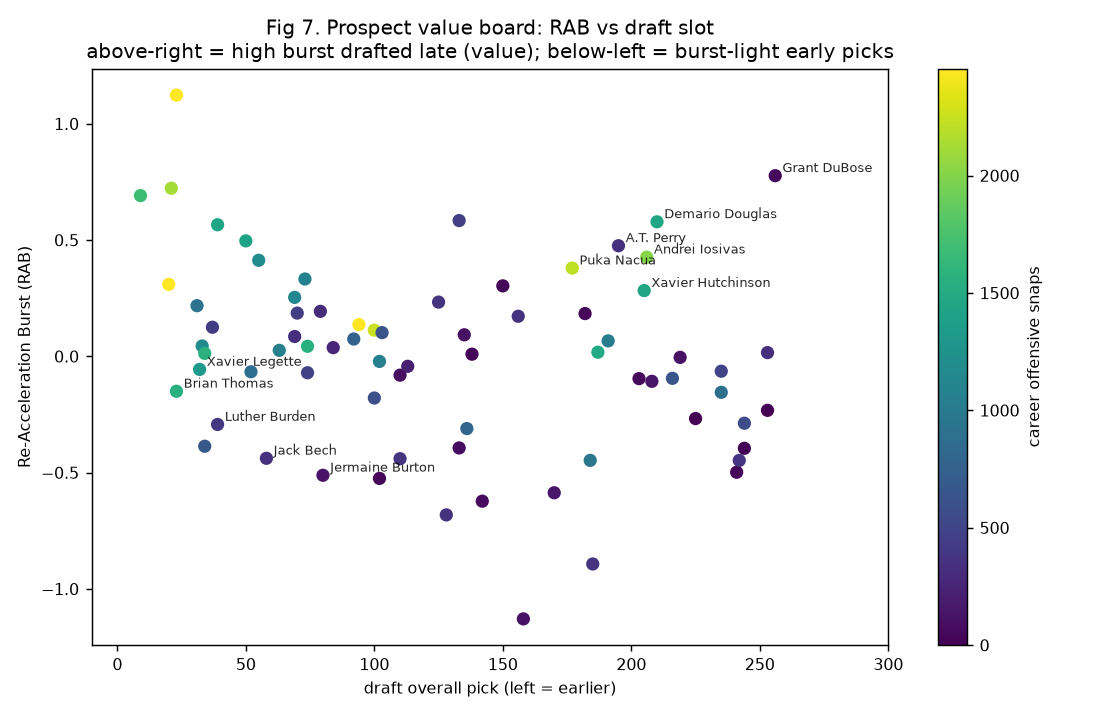 Fig 7. Prospect value board: RAB vs draft slot
above-right = high burst drafted late (value); below-left = burst-light early picks
Re-Acceleration Burst (RAB)
1.0
0.5
0.0
−0.5
−1.0
Grant DuBose
Demario Douglas
A.T. Perry
Andrei Iosivas
Puka Nacua
Xavier Hutchinson
Xavier Legette
Brian Thomas
Luther Burden
Jack Bech
Jermaine Burton
0 50 100 150 200 250 300
draft overall pick (left = earlier)
2000
1500
1000
500
0
career offensive snaps